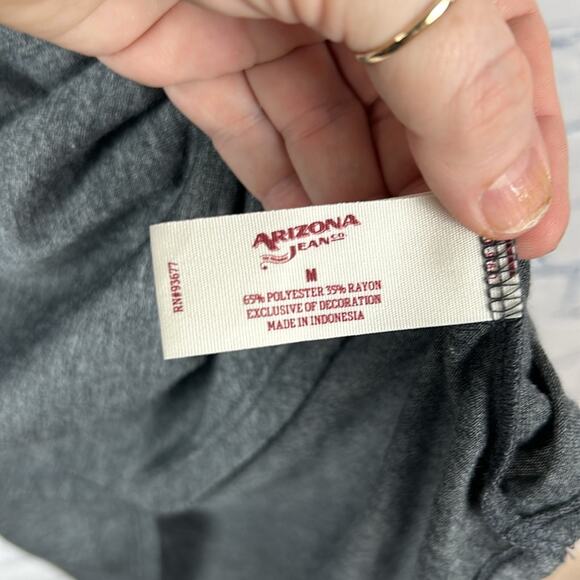 ARIZONA
JEAN CO.
M
65% POLYESTER 35% RAYON
EXCLUSIVE OF DECORATION
MADE IN INDONESIA
RN#93677